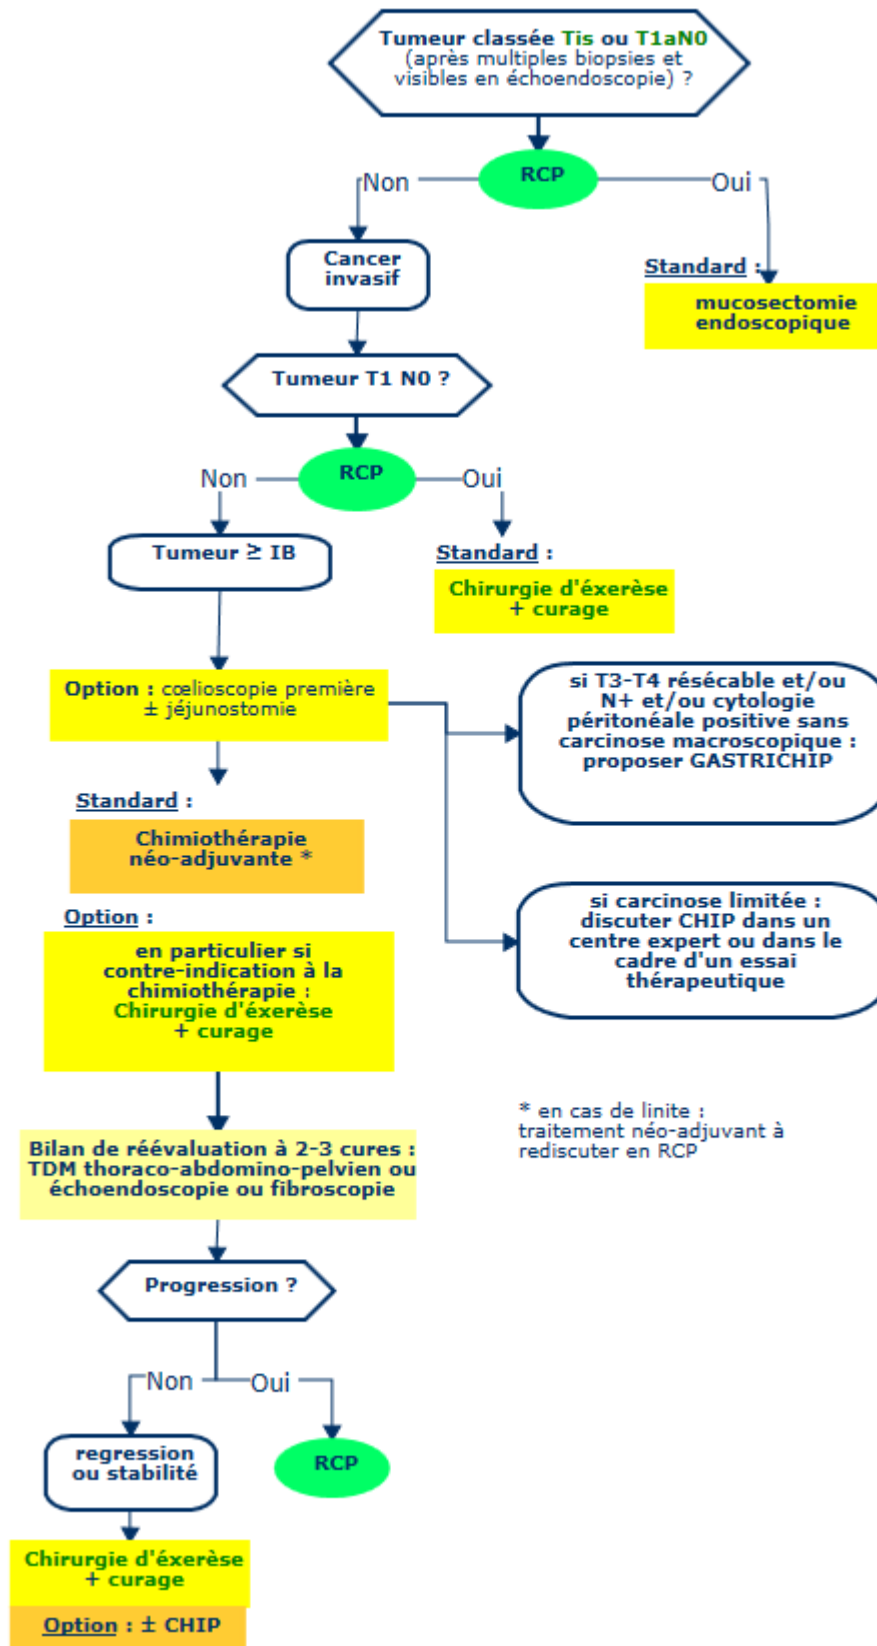 Tumeur classée Tis ou T1aN0
(après multiples biopsies et
visibles en échoendoscopie) ?
RCP
Non
Oui
Cancer
invasif
Standard :
mucosectomie
endoscopique
Tumeur T1 N0 ?
RCP
Non
Oui
Tumeur ≥ IB
Standard :
Chirurgie d'éxerèse
+ curage
Option : cœlioscopie première
± jéjunostomie
si T3-T4 résécable et/ou
N+ et/ou cytologie
péritonéale positive sans
carcinose macroscopique :
proposer GASTRICHIP
Standard :
Chimiothérapie
néo-adjuvante *
Option :
en particulier si
contre-indication à la
chimiothérapie :
Chirurgie d'éxerèse
+ curage
si carcinose limitée :
discuter CHIP dans un
centre expert ou dans le
cadre d'un essai
thérapeutique
* en cas de linite :
traitement néo-adjuvant à
rediscuter en RCP
Bilan de réévaluation à 2-3 cures :
TDM thoraco-abdomino-pelvien ou
échoendoscopie ou fibroscopie
Progression ?
Non
Oui
regression
ou stabilité
RCP
Chirurgie d'éxerèse
+ curage
Option : ± CHIP